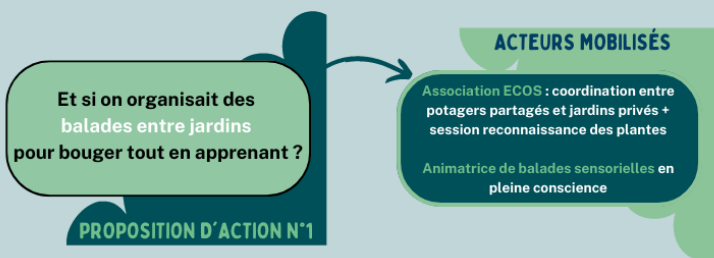 Et si on organisait des
balades entre jardins
pour bouger tout en apprenant ?
PROPOSITION D'ACTION N°1
ACTEURS MOBILISÉS
Association ECOS : coordination entre
potagers partagés et jardins privés +
session reconnaissance des plantes
Animatrice de balades sensorielles en
pleine conscience